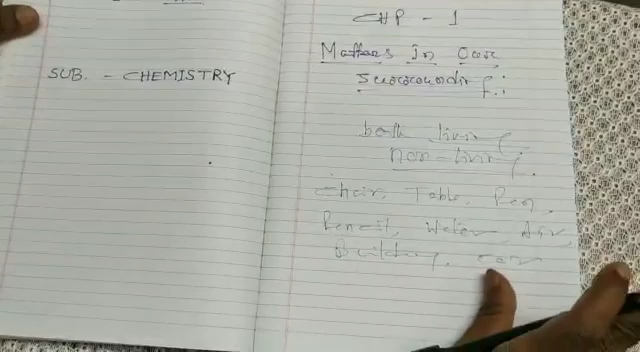 SUB. - CHEMISTRY
CHP - 1
Matters In Our
Surrounding:
both living
non-living.
Chair, Table, Pen,
Pencil, Water, Air,
Building, car